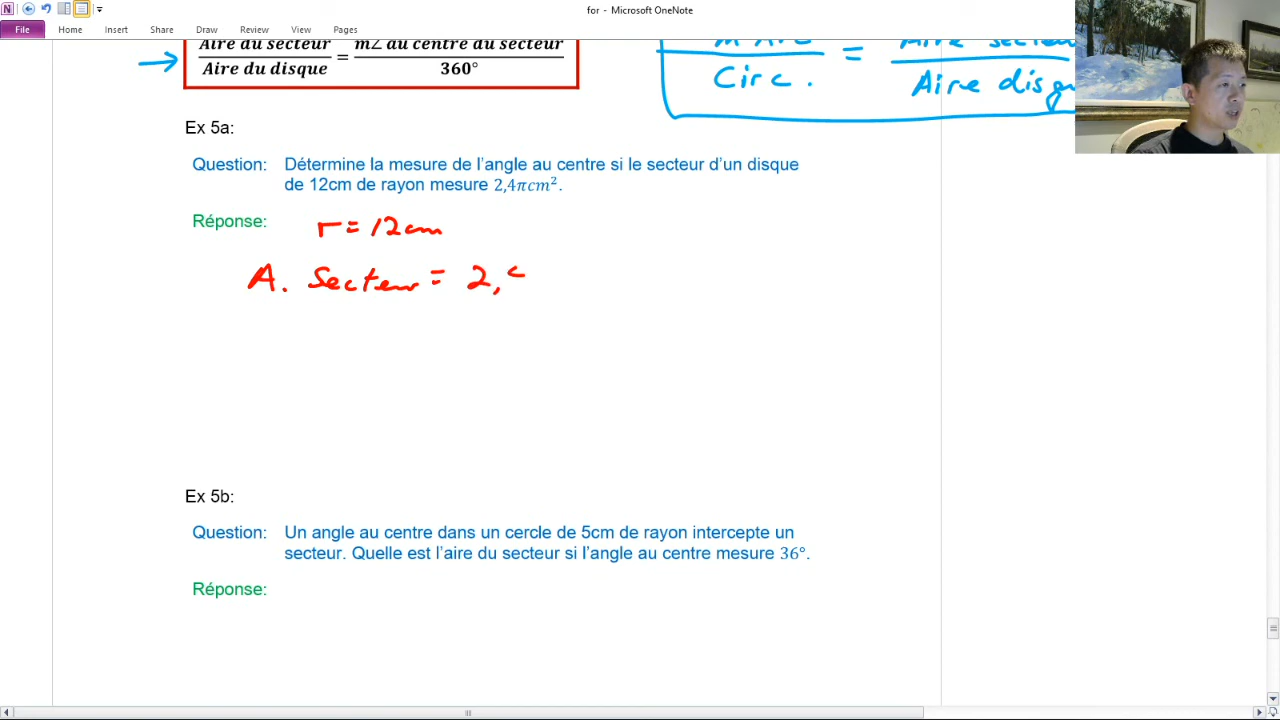 for - Microsoft OneNote
File Home Insert Share Draw Review View Pages
Aire du secteur / Aire du disque = m∠ au centre du secteur / 360°
Circ. = Aire
Ex 5a:
Question: Détermine la mesure de l'angle au centre si le secteur d'un disque
de 12cm de rayon mesure 2,4πcm².
Réponse: r = 12cm
A. Secteur = 2,
Ex 5b:
Question: Un angle au centre dans un cercle de 5cm de rayon intercepte un
secteur. Quelle est l'aire du secteur si l'angle au centre mesure 36°.
Réponse: